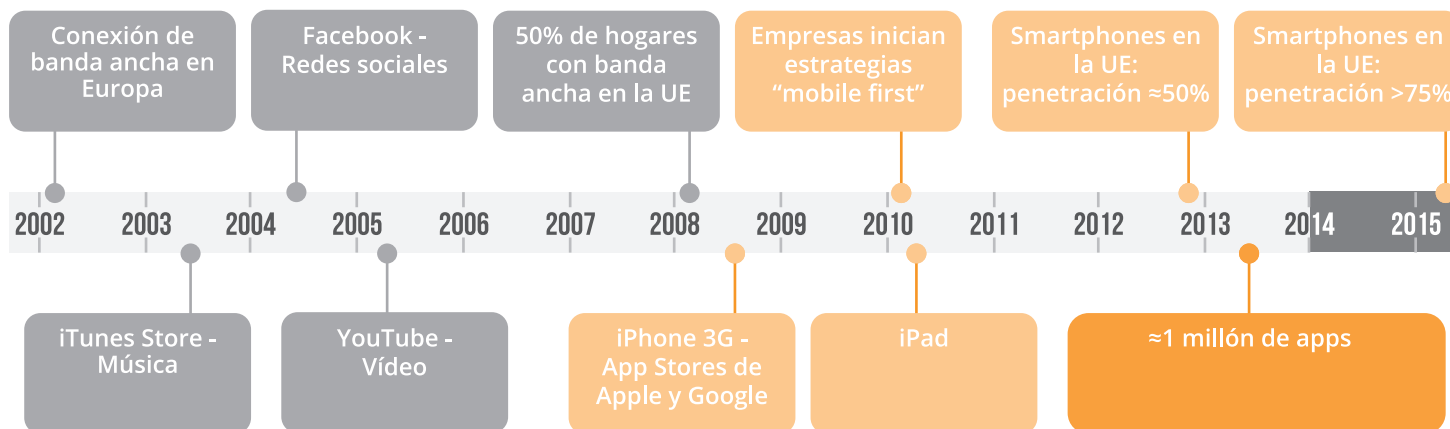 Conexión de
banda ancha en
Europa
Facebook -
Redes sociales
50% de hogares
con banda
ancha en la UE
Empresas inician
estrategias
“mobile first”
Smartphones en
la UE:
penetración ≈50%
Smartphones en
la UE:
penetración >75%
2002 2003 2004 2005 2006 2007 2008 2009 2010 2011 2012 2013 2014 2015
iTunes Store -
Música
YouTube -
Vídeo
iPhone 3G -
App Stores de
Apple y Google
iPad
≈1 millón de apps